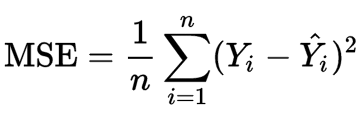 MSE = \frac{1}{n} \sum_{i=1}^{n} (Y_i - \hat{Y}_i)^2